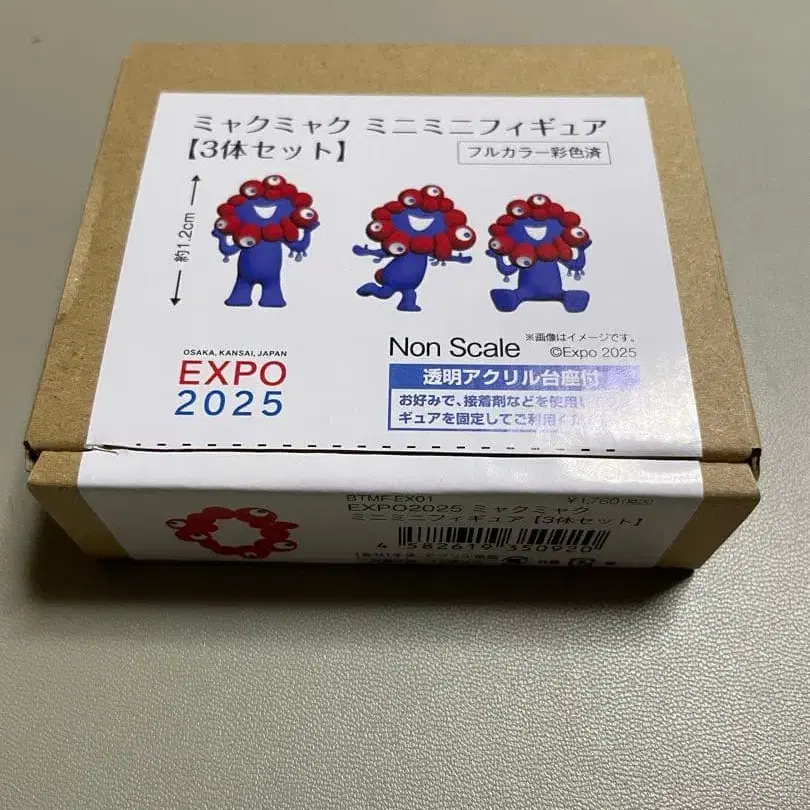 ミャクミャク ミニミニフィギュア
【3体セット】
フルカラー彩色済
約1.2cm
OSAKA, KANSAI, JAPAN
EXPO
2025
※画像はイメージです。
Non Scale
©Expo 2025
透明アクリル台座付
お好みで、接着剤などを使用し
ギュアを固定してご利用く
BTMF-EX01
¥1,760(税込)
EXPO2025 ミャクミャク
ミニミニフィギュア【3体セット】
4 582619 350920